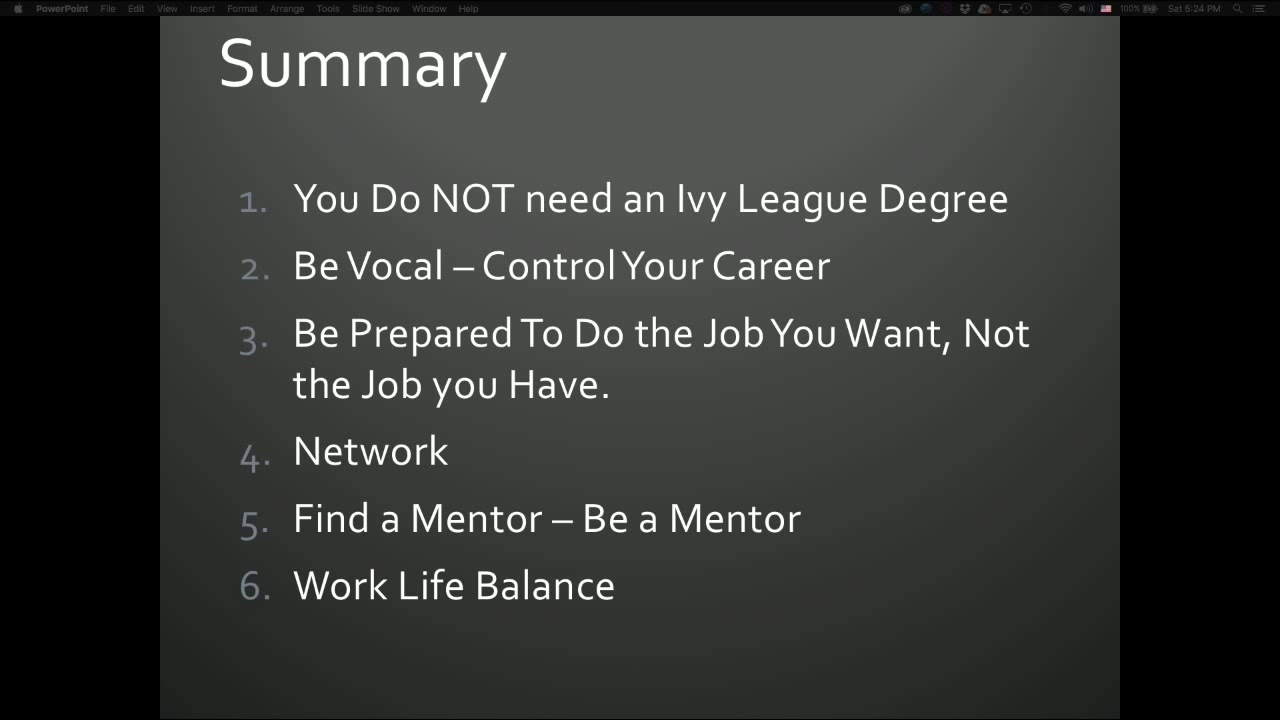 PowerPoint File Edit View Insert Format Arrange Tools Slide Show Window Help 100% Sat 5:24 PM
Summary
1. You Do NOT need an Ivy League Degree
2. Be Vocal – Control Your Career
3. Be Prepared To Do the Job You Want, Not
the Job you Have.
4. Network
5. Find a Mentor – Be a Mentor
6. Work Life Balance